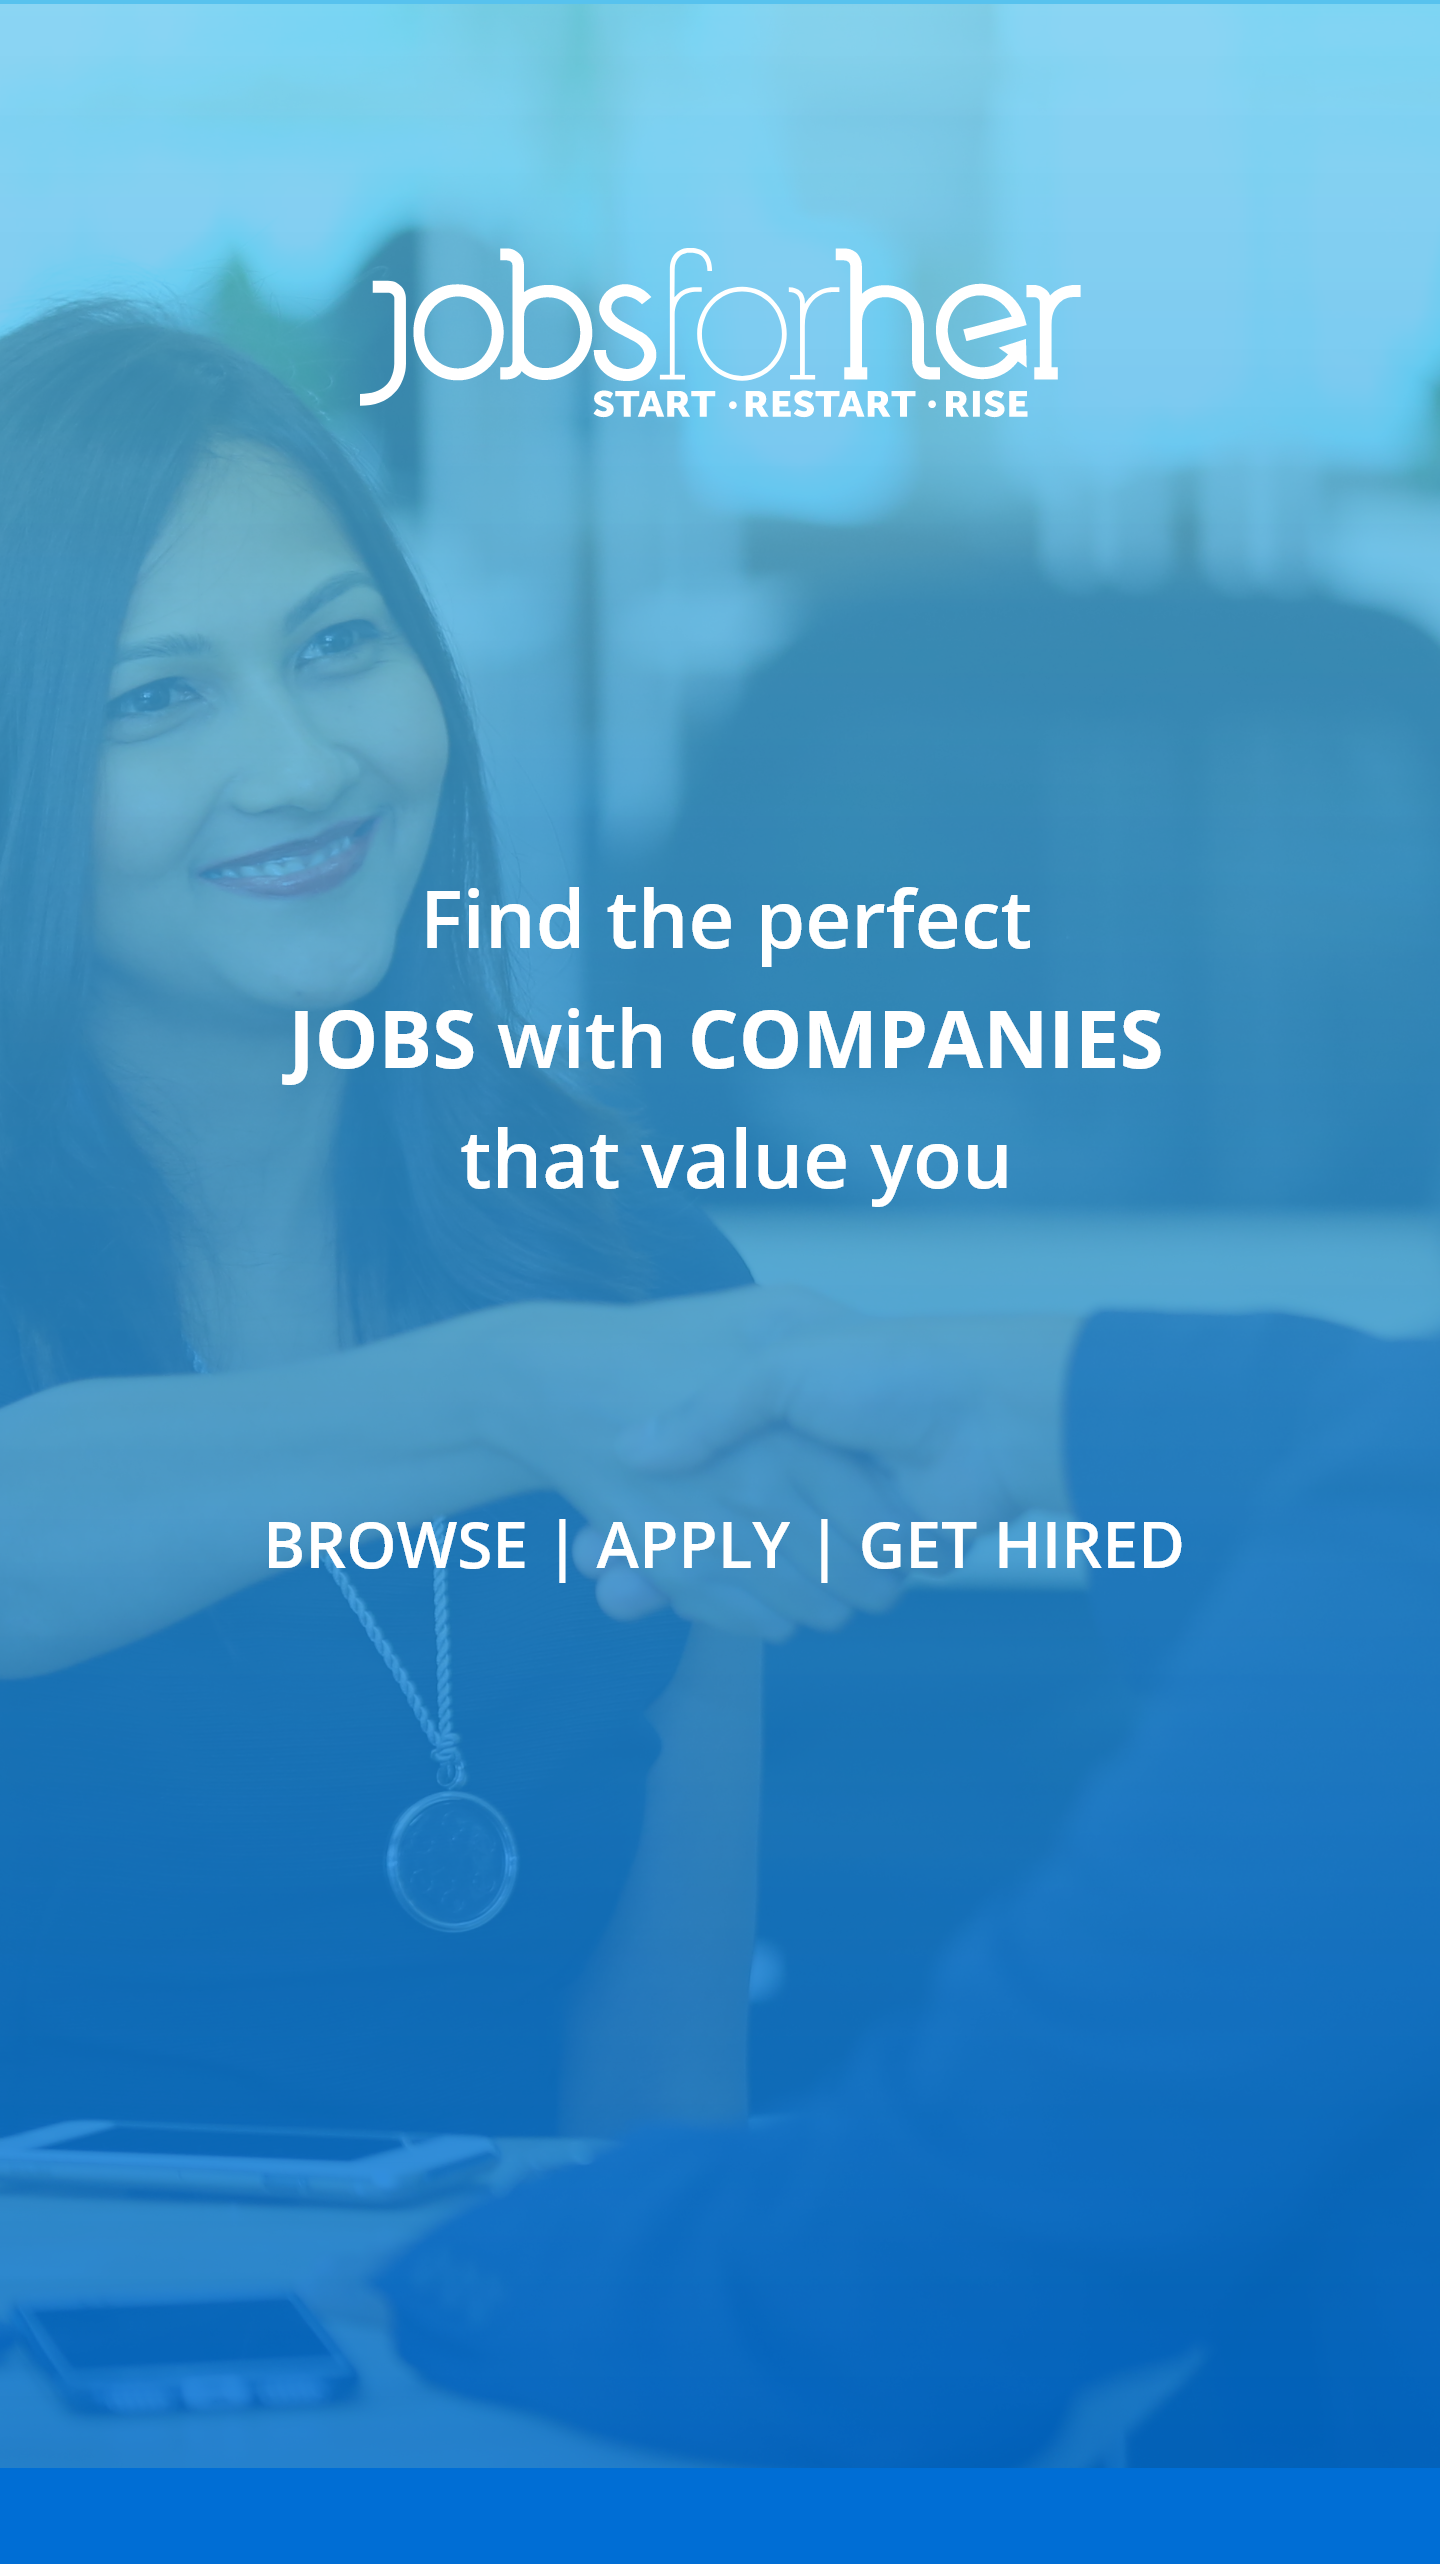 jobsforher
START · RESTART · RISE
Find the perfect
JOBS with COMPANIES
that value you
BROWSE | APPLY | GET HIRED